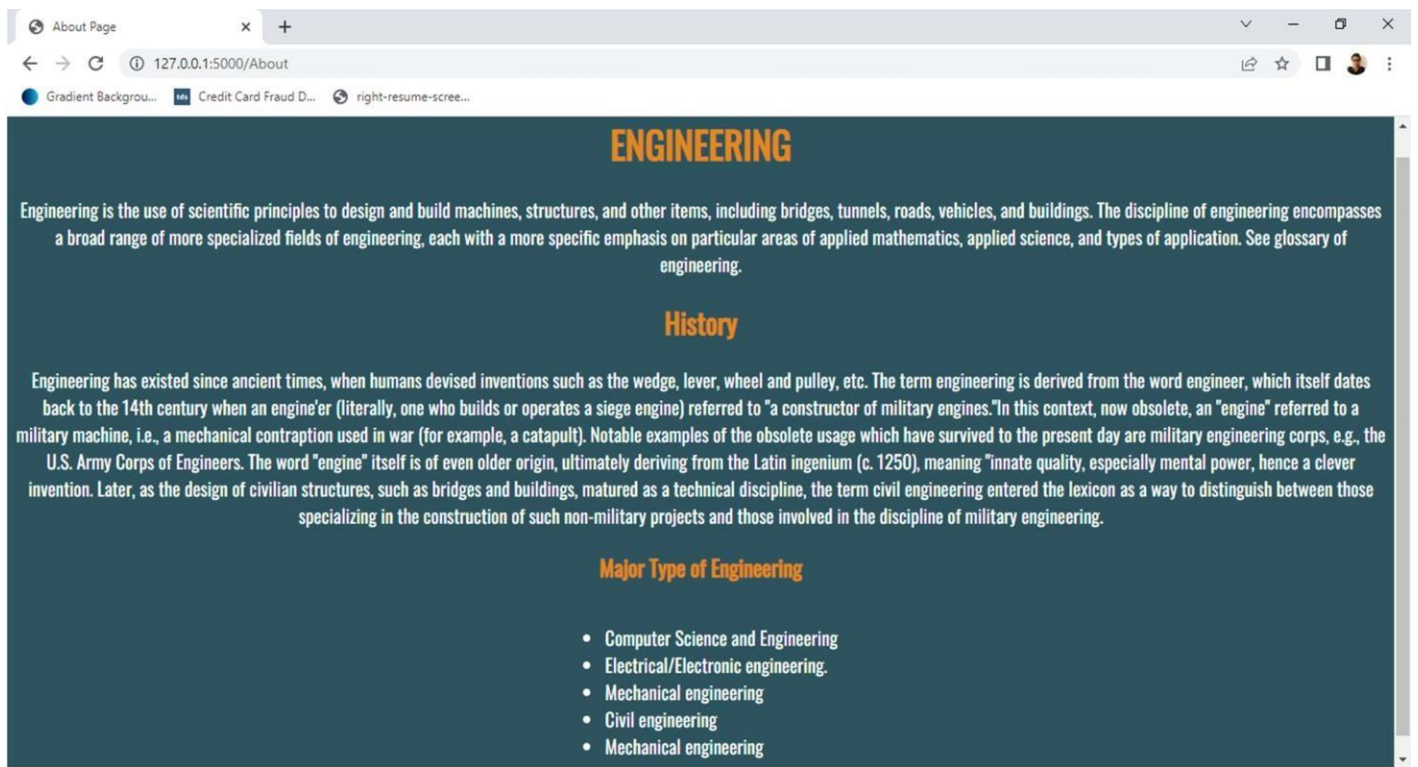 About Page
127.0.0.1:5000/About
Gradient Backgrou... tds Credit Card Fraud D... right-resume-scree...
ENGINEERING
Engineering is the use of scientific principles to design and build machines, structures, and other items, including bridges, tunnels, roads, vehicles, and buildings. The discipline of engineering encompasses
a broad range of more specialized fields of engineering, each with a more specific emphasis on particular areas of applied mathematics, applied science, and types of application. See glossary of
engineering.
History
Engineering has existed since ancient times, when humans devised inventions such as the wedge, lever, wheel and pulley, etc. The term engineering is derived from the word engineer, which itself dates
back to the 14th century when an engine'er (literally, one who builds or operates a siege engine) referred to "a constructor of military engines."In this context, now obsolete, an "engine" referred to a
military machine, i.e., a mechanical contraption used in war (for example, a catapult). Notable examples of the obsolete usage which have survived to the present day are military engineering corps, e.g., the
U.S. Army Corps of Engineers. The word "engine" itself is of even older origin, ultimately deriving from the Latin ingenium (c. 1250), meaning "innate quality, especially mental power, hence a clever
invention. Later, as the design of civilian structures, such as bridges and buildings, matured as a technical discipline, the term civil engineering entered the lexicon as a way to distinguish between those
specializing in the construction of such non-military projects and those involved in the discipline of military engineering.
Major Type of Engineering
Computer Science and Engineering
Electrical/Electronic engineering.
Mechanical engineering
Civil engineering
Mechanical engineering